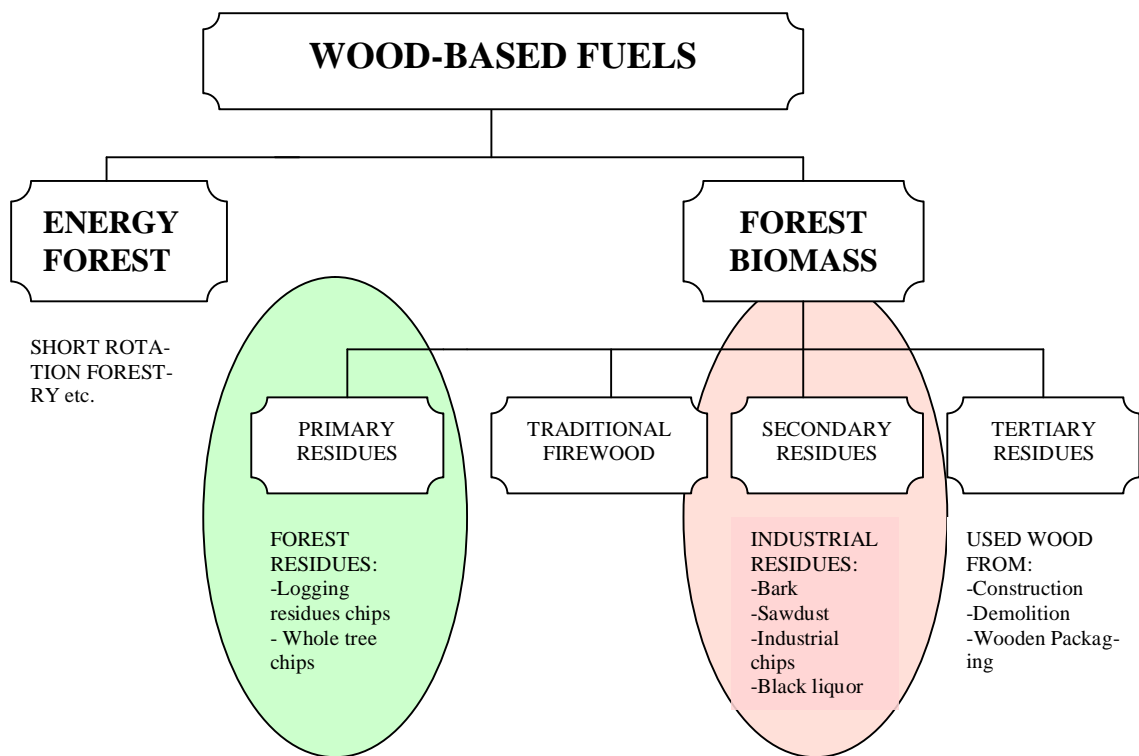 WOOD-BASED FUELS
ENERGY
FOREST
FOREST
BIOMASS
SHORT ROTA-
TION FOREST-
RY etc.
PRIMARY
RESIDUES
TRADITIONAL
FIREWOOD
SECONDARY
RESIDUES
TERTIARY
RESIDUES
FOREST
RESIDUES:
-Logging
residues chips
- Whole tree
chips
INDUSTRIAL
RESIDUES:
-Bark
-Sawdust
-Industrial
chips
-Black liquor
USED WOOD
FROM:
-Construction
-Demolition
-Wooden Packag-
ing